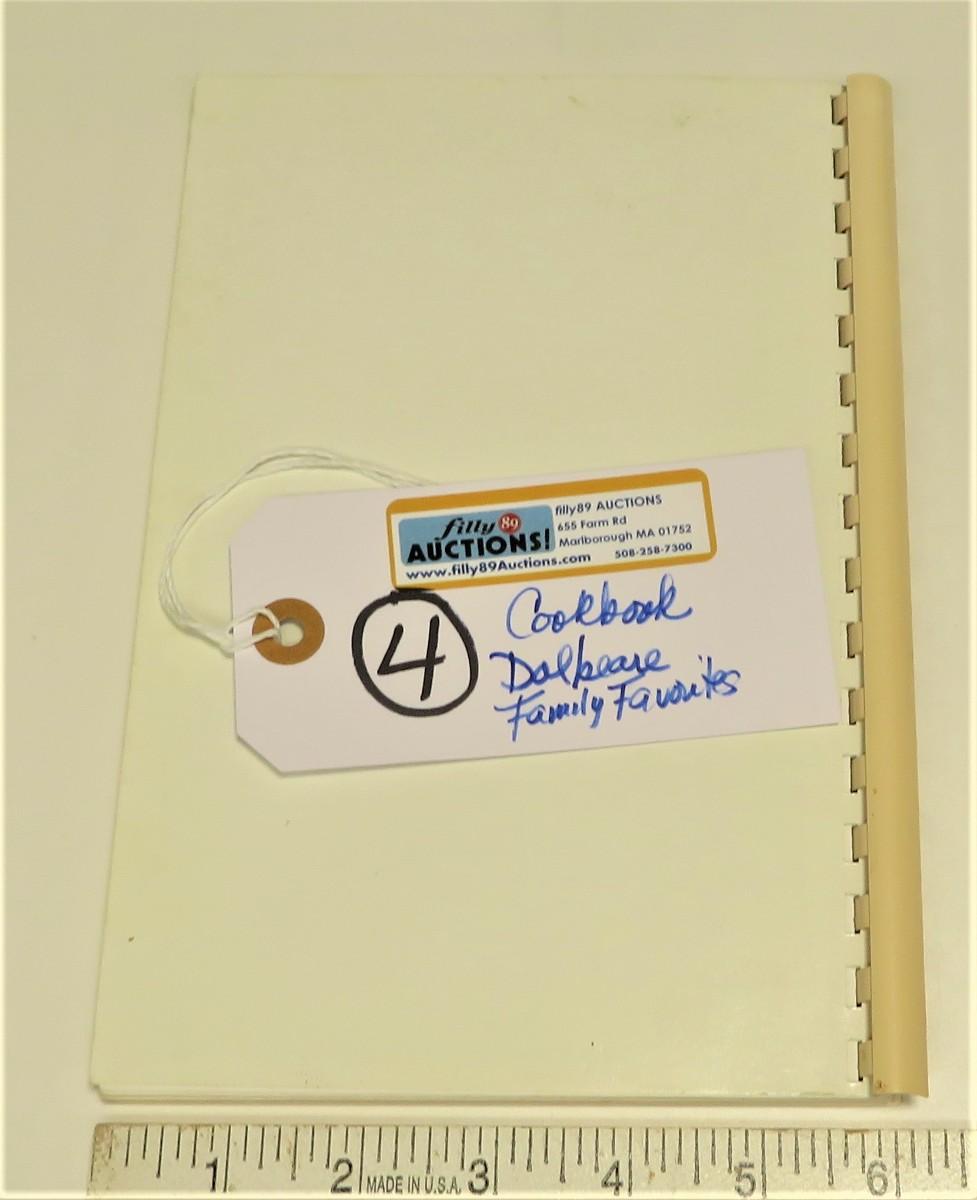 filly 89
AUCTIONS!
www.filly89Auctions.com
filly89 AUCTIONS
655 Farm Rd
Marlborough MA 01752
508-258-7300
4
Cookbook
Dolbeare
Family Favorites
1 2 MADE IN U.S.A. 3 4 5 6